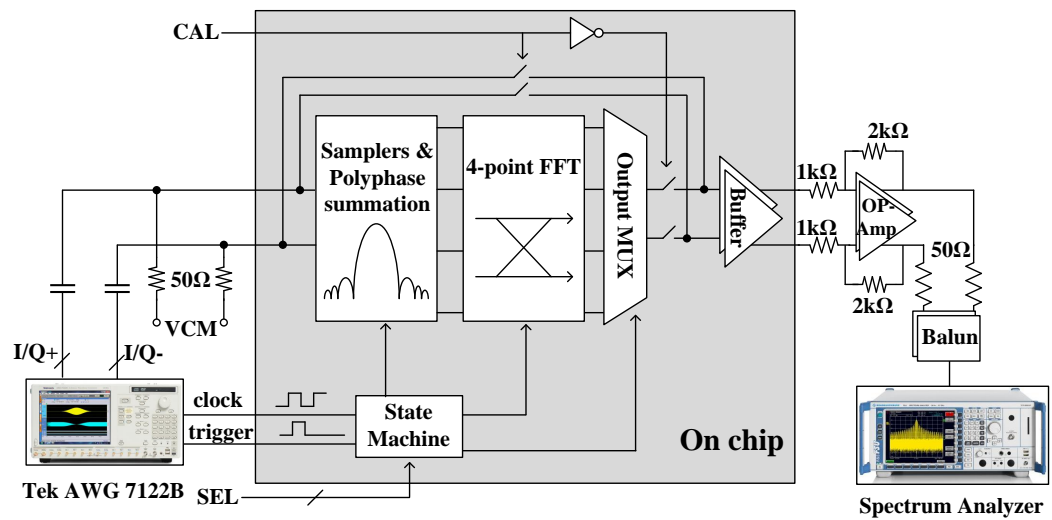 CAL
Samplers &
Polyphase
summation
4-point FFT
Output MUX
Buffer
1kΩ
1kΩ
2kΩ
OP-
Amp
2kΩ
50Ω
50Ω
VCM
I/Q+
I/Q-
Balun
clock
trigger
State
Machine
On chip
SEL
Tek AWG 7122B
Spectrum Analyzer